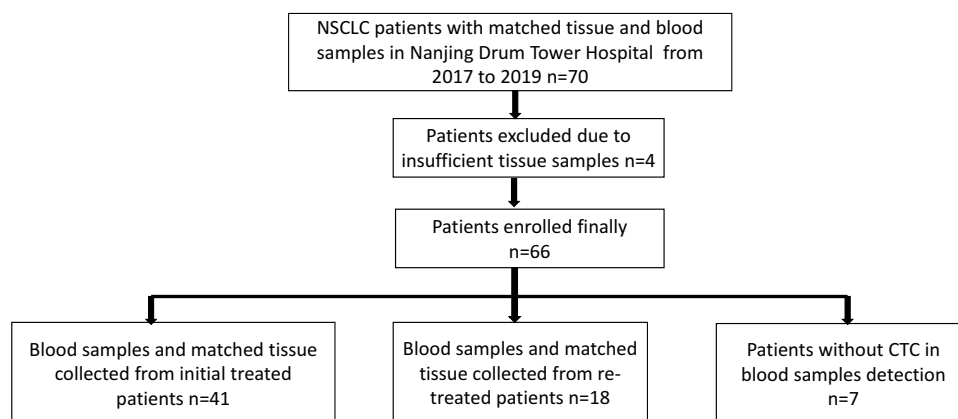 NSCLC patients with matched tissue and blood
samples in Nanjing Drum Tower Hospital from
2017 to 2019 n=70
Patients excluded due to
insufficient tissue samples n=4
Patients enrolled finally
n=66
Blood samples and matched tissue
collected from initial treated
patients n=41
Blood samples and matched
tissue collected from re-
treated patients n=18
Patients without CTC in
blood samples detection
n=7